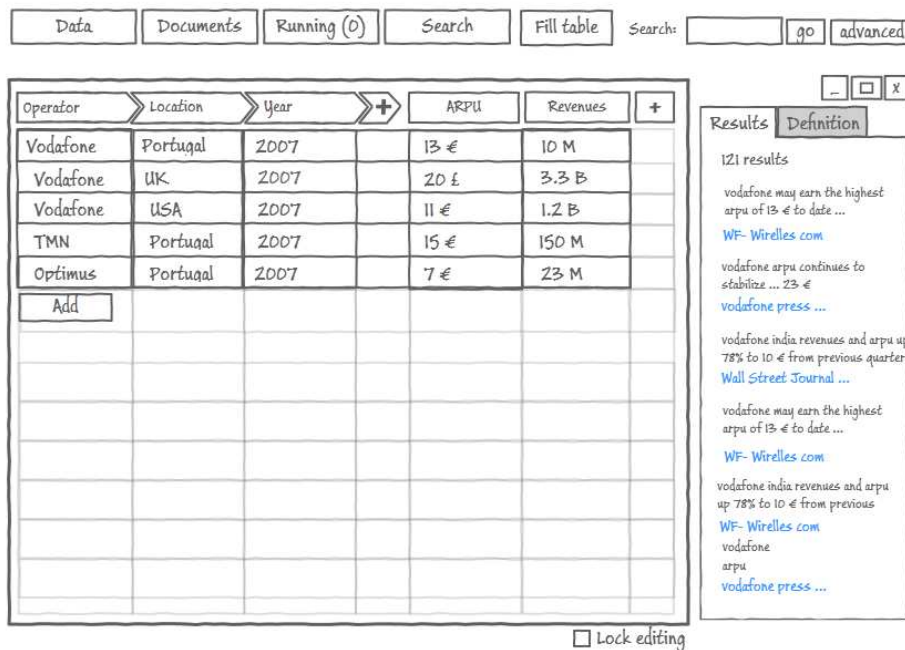 Data Documents Running (0) Search Fill table Search: go advanced
Operator Location Year + ARPU Revenues +
Vodafone Portugal 2007 13 € 10 M
Vodafone UK 2007 20 £ 3.3 B
Vodafone USA 2007 11 € 1.2 B
TMN Portugal 2007 15 € 150 M
Optimus Portugal 2007 7 € 23 M
Add
Lock editing
_ X
Results Definition
121 results
vodafone may earn the highest
arpu of 13 € to date ...
WF- Wirelles com
vodafone arpu continues to
stabilize ... 23 €
vodafone press ...
vodafone india revenues and arpu up
78% to 10 € from previous quarter
Wall Street Journal ...
vodafone may earn the highest
arpu of 13 € to date ...
WF- Wirelles com
vodafone india revenues and arpu
up 78% to 10 € from previous
WF- Wirelles com
vodafone
arpu
vodafone press ...